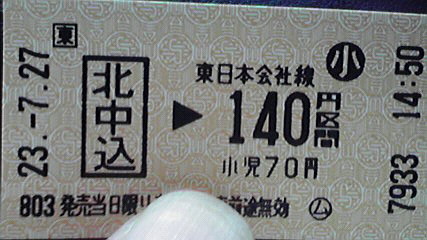 東
23.-7.27
北中込
▶
東日本会社線
小
140円区間
小児70円
7933 14:50
803 発売当日限り
前途無効
ム